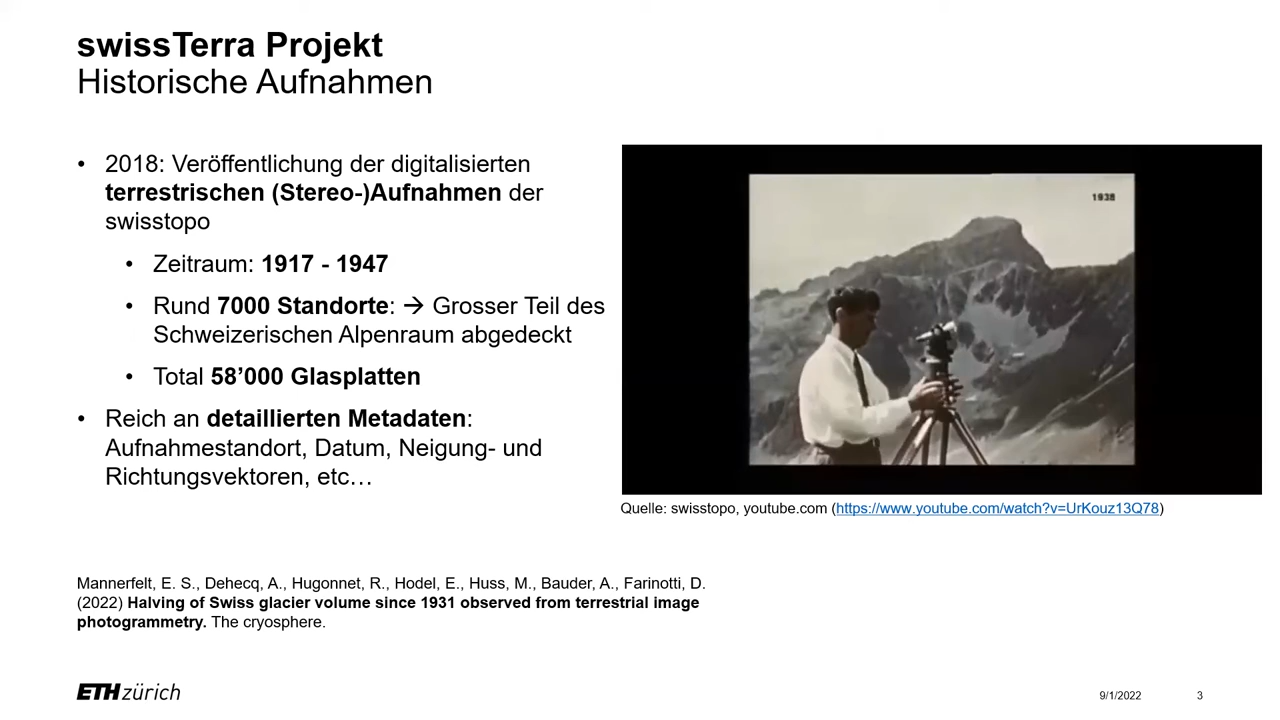 swissTerra Projekt
Historische Aufnahmen
• 2018: Veröffentlichung der digitalisierten
terrestrischen (Stereo-)Aufnahmen der
swisstopo
• Zeitraum: 1917 - 1947
• Rund 7000 Standorte: → Grosser Teil des
Schweizerischen Alpenraum abgedeckt
• Total 58’000 Glasplatten
• Reich an detaillierten Metadaten:
Aufnahmestandort, Datum, Neigung- und
Richtungsvektoren, etc…
1938
Quelle: swisstopo, youtube.com (https://www.youtube.com/watch?v=UrKouz13Q78)
Mannerfelt, E. S., Dehecq, A., Hugonnet, R., Hodel, E., Huss, M., Bauder, A., Farinotti, D.
(2022) Halving of Swiss glacier volume since 1931 observed from terrestrial image
photogrammetry. The cryosphere.
ETH zürich
9/1/2022
3